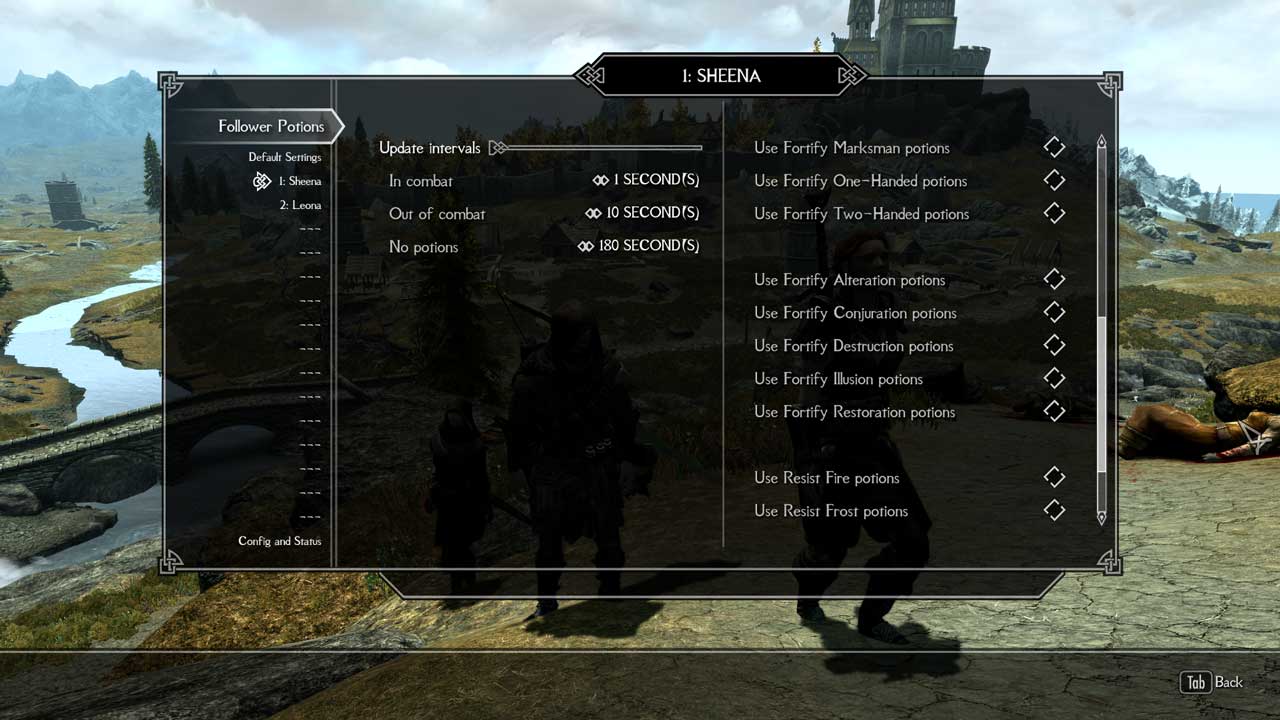 1: SHEENA
Follower Potions
Default Settings
1: Sheena
2: Leona
---
---
---
---
---
---
---
---
---
---
---
---
---
Config and Status
Update intervals
In combat 1 SECOND(S)
Out of combat 10 SECOND(S)
No potions 180 SECOND(S)
Use Fortify Marksman potions
Use Fortify One-Handed potions
Use Fortify Two-Handed potions
Use Fortify Alteration potions
Use Fortify Conjuration potions
Use Fortify Destruction potions
Use Fortify Illusion potions
Use Fortify Restoration potions
Use Resist Fire potions
Use Resist Frost potions
Tab Back